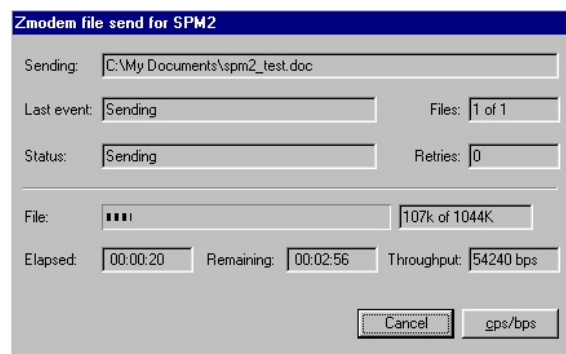 Zmodem file send for SPM2
Sending: C:\My Documents\spm2_test.doc
Last event: Sending Files: 1 of 1
Status: Sending Retries: 0
File: 107k of 1044K
Elapsed: 00:00:20 Remaining: 00:02:56 Throughput: 54240 bps
Cancel cps/bps